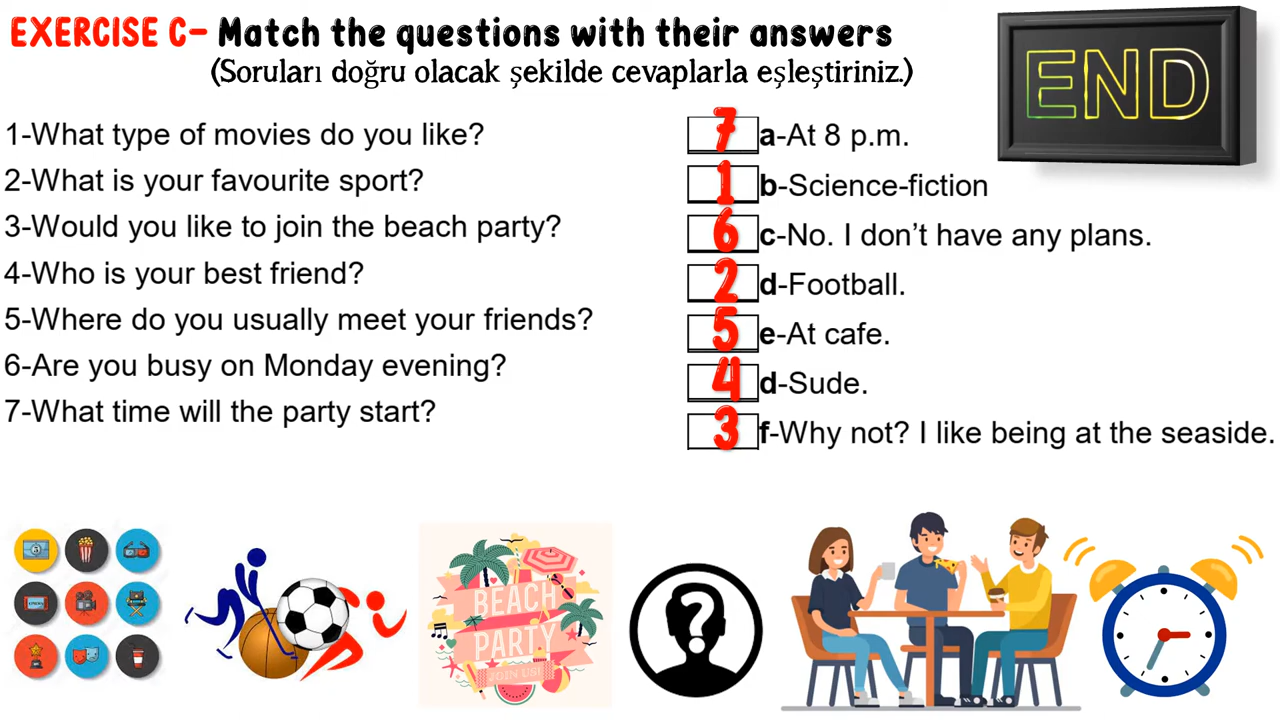 EXERCISE C- Match the questions with their answers
(Soruları doğru olacak şekilde cevaplarla eşleştiriniz.)
END
1-What type of movies do you like?
2-What is your favourite sport?
3-Would you like to join the beach party?
4-Who is your best friend?
5-Where do you usually meet your friends?
6-Are you busy on Monday evening?
7-What time will the party start?
7 a-At 8 p.m.
1 b-Science-fiction
6 c-No. I don't have any plans.
2 d-Football.
5 e-At cafe.
4 d-Sude.
3 f-Why not? I like being at the seaside.
BEACH
PARTY
JOIN US!
?